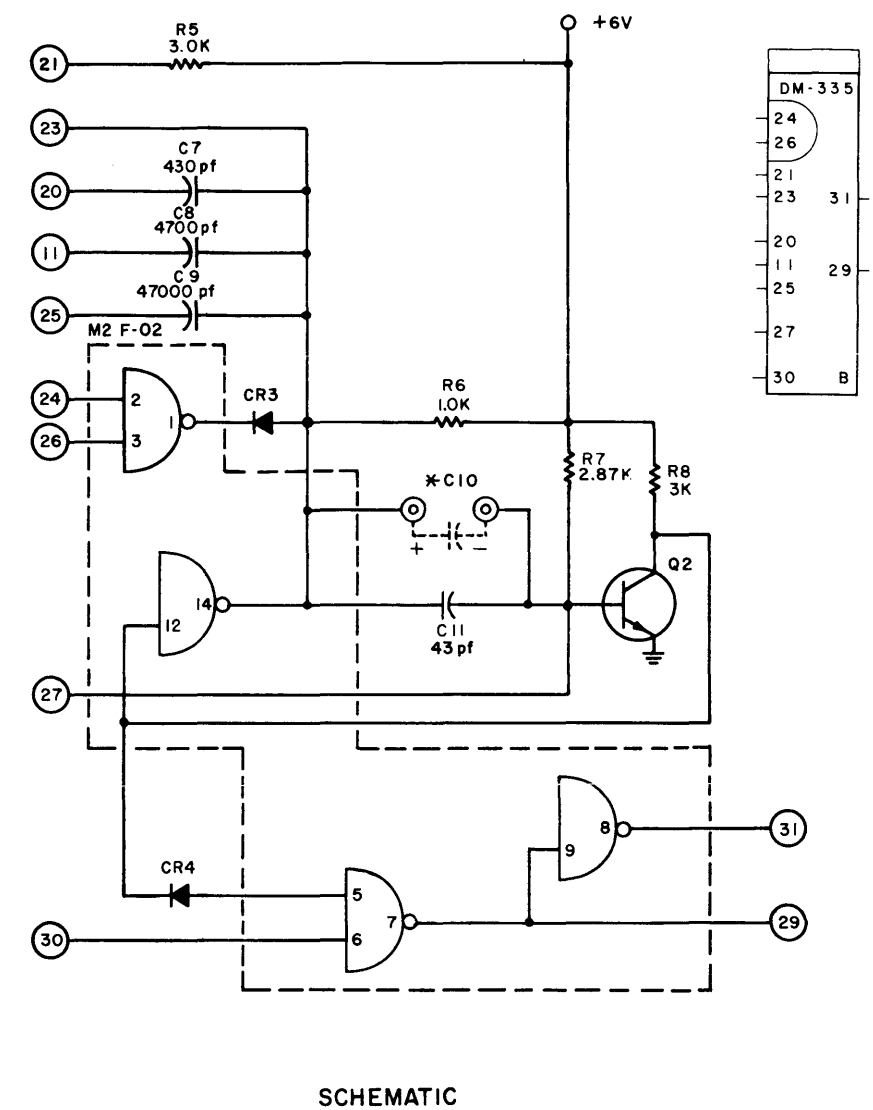 +6V
R5
3.0K
21
23
C7
430pf
20
C8
4700pf
11
C9
47000 pf
25
M2 F-02
24
26
2
3
1
CR3
R6
1.0K
R7
2.87K
R8
3K
*C10
+
−
Q2
14
12
C11
43pf
27
8
9
31
CR4
5
6
7
30
29
DM-335
24
26
21
23
31
20
11
29
25
27
30
B
SCHEMATIC